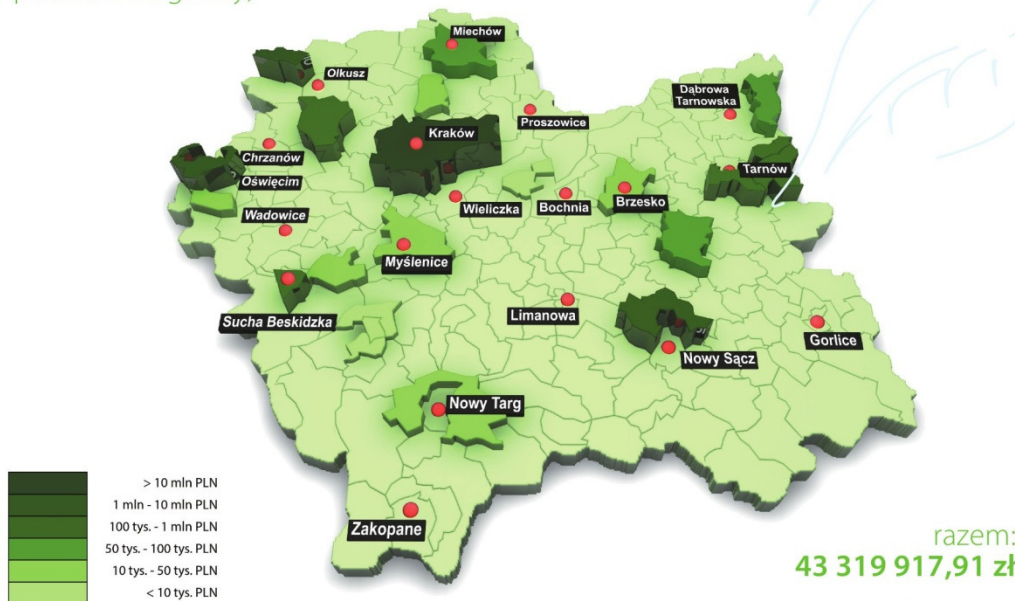 Miechów
Olkusz
Dąbrowa
Tarnowska
Proszowice
Kraków
Chrzanów
Tarnów
Oświęcim
Wieliczka
Bochnia
Brzesko
Wadowice
Myślenice
Limanowa
Sucha Beskidzka
Gorlice
Nowy Sącz
Nowy Targ
Zakopane
> 10 mln PLN
1 mln - 10 mln PLN
100 tys. - 1 mln PLN
50 tys. - 100 tys. PLN
10 tys. - 50 tys. PLN
< 10 tys. PLN
razem:
43 319 917,91 zł